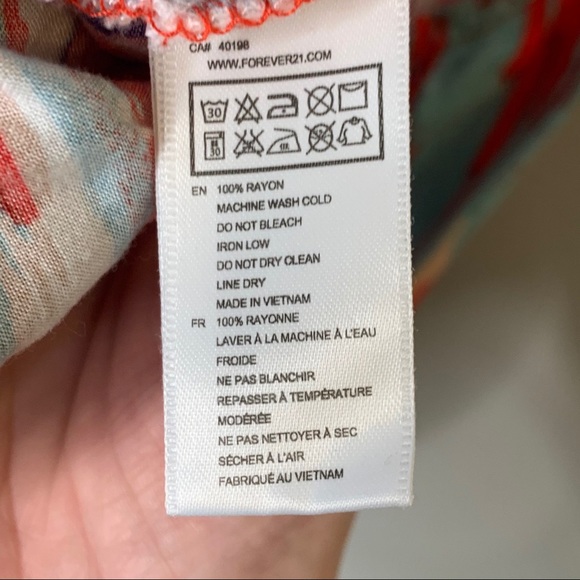 CA# 40198
WWW.FOREVER21.COM
30
30
EN 100% RAYON
MACHINE WASH COLD
DO NOT BLEACH
IRON LOW
DO NOT DRY CLEAN
LINE DRY
MADE IN VIETNAM
FR 100% RAYONNE
LAVER À LA MACHINE À L'EAU
FROIDE
NE PAS BLANCHIR
REPASSER À TEMPÉRATURE
MODÉRÉE
NE PAS NETTOYER À SEC
SÉCHER À L'AIR
FABRIQUÉ AU VIETNAM